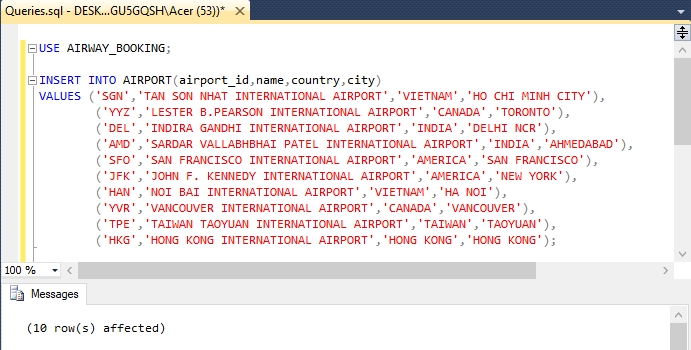 Queries.sql - DESK...GU5GQSH\Acer (53))*
USE AIRWAY_BOOKING;
INSERT INTO AIRPORT(airport_id,name,country,city)
VALUES ('SGN','TAN SON NHAT INTERNATIONAL AIRPORT','VIETNAM','HO CHI MINH CITY'),
('YYZ','LESTER B.PEARSON INTERNATIONAL AIRPORT','CANADA','TORONTO'),
('DEL','INDIRA GANDHI INTERNATIONAL AIRPORT','INDIA','DELHI NCR'),
('AMD','SARDAR VALLABHBHAI PATEL INTERNATIONAL AIRPORT','INDIA','AHMEDABAD'),
('SFO','SAN FRANCISCO INTERNATIONAL AIRPORT','AMERICA','SAN FRANCISCO'),
('JFK','JOHN F. KENNEDY INTERNATIONAL AIRPORT','AMERICA','NEW YORK'),
('HAN','NOI BAI INTERNATIONAL AIRPORT','VIETNAM','HA NOI'),
('YVR','VANCOUVER INTERNATIONAL AIRPORT','CANADA','VANCOUVER'),
('TPE','TAIWAN TAOYUAN INTERNATIONAL AIRPORT','TAIWAN','TAOYUAN'),
('HKG','HONG KONG INTERNATIONAL AIRPORT','HONG KONG','HONG KONG');
100 %
Messages
(10 row(s) affected)